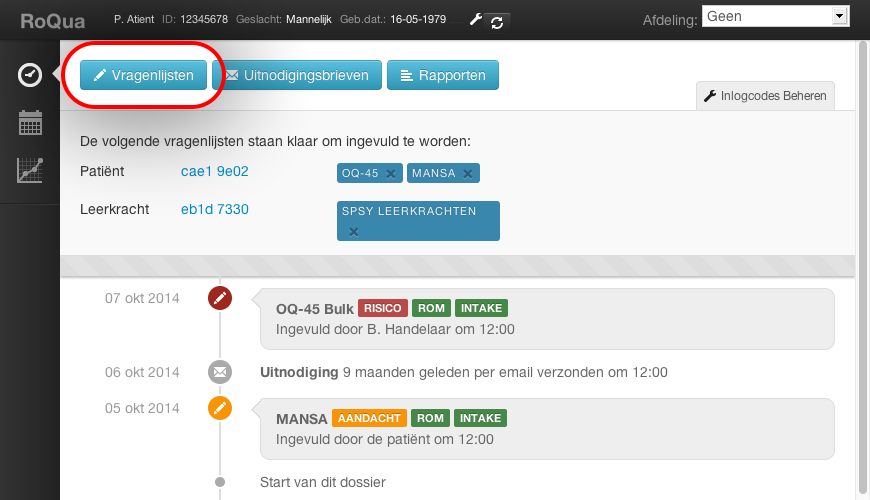 RoQua P. Atient ID: 12345678 Geslacht: Mannelijk Geb.dat.: 16-05-1979 Afdeling: Geen
Vragenlijsten Uitnodigingsbrieven Rapporten
Inlogcodes Beheren
De volgende vragenlijsten staan klaar om ingevuld te worden:
Patiënt cae1 9e02 OQ-45 MANSA
Leerkracht eb1d 7330 SPSY LEERKRACHTEN
07 okt 2014 OQ-45 Bulk RISICO ROM INTAKE
Ingevuld door B. Handelaar om 12:00
06 okt 2014 Uitnodiging 9 maanden geleden per email verzonden om 12:00
05 okt 2014 MANSA AANDACHT ROM INTAKE
Ingevuld door de patiënt om 12:00
Start van dit dossier